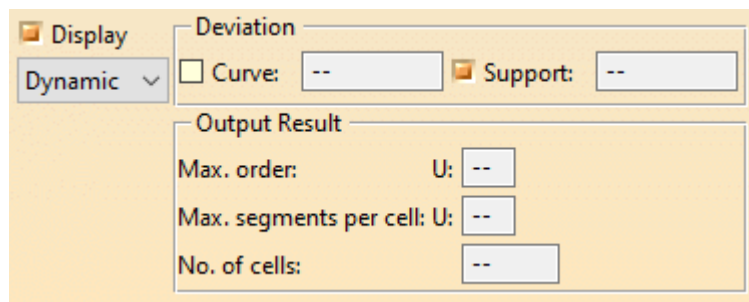 Display
Dynamic
Deviation
Curve: -- Support: --
Output Result
Max. order: U: --
Max. segments per cell: U: --
No. of cells: --